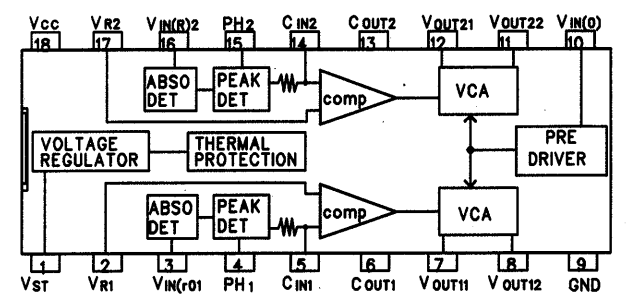 VCC VR2 VIN(R)2 PH2 CIN2 COUT2 VOUT21 VOUT22 VIN(O)
18 17 16 15 14 13 12 11 10
ABSO DET
PEAK DET
comp
VCA
VOLTAGE REGULATOR
THERMAL PROTECTION
PRE DRIVER
ABSO DET
PEAK DET
comp
VCA
1 2 3 4 5 6 7 8 9
VST VR1 VIN(r01 PH1 CIN1 COUT1 VOUT11 VOUT12 GND